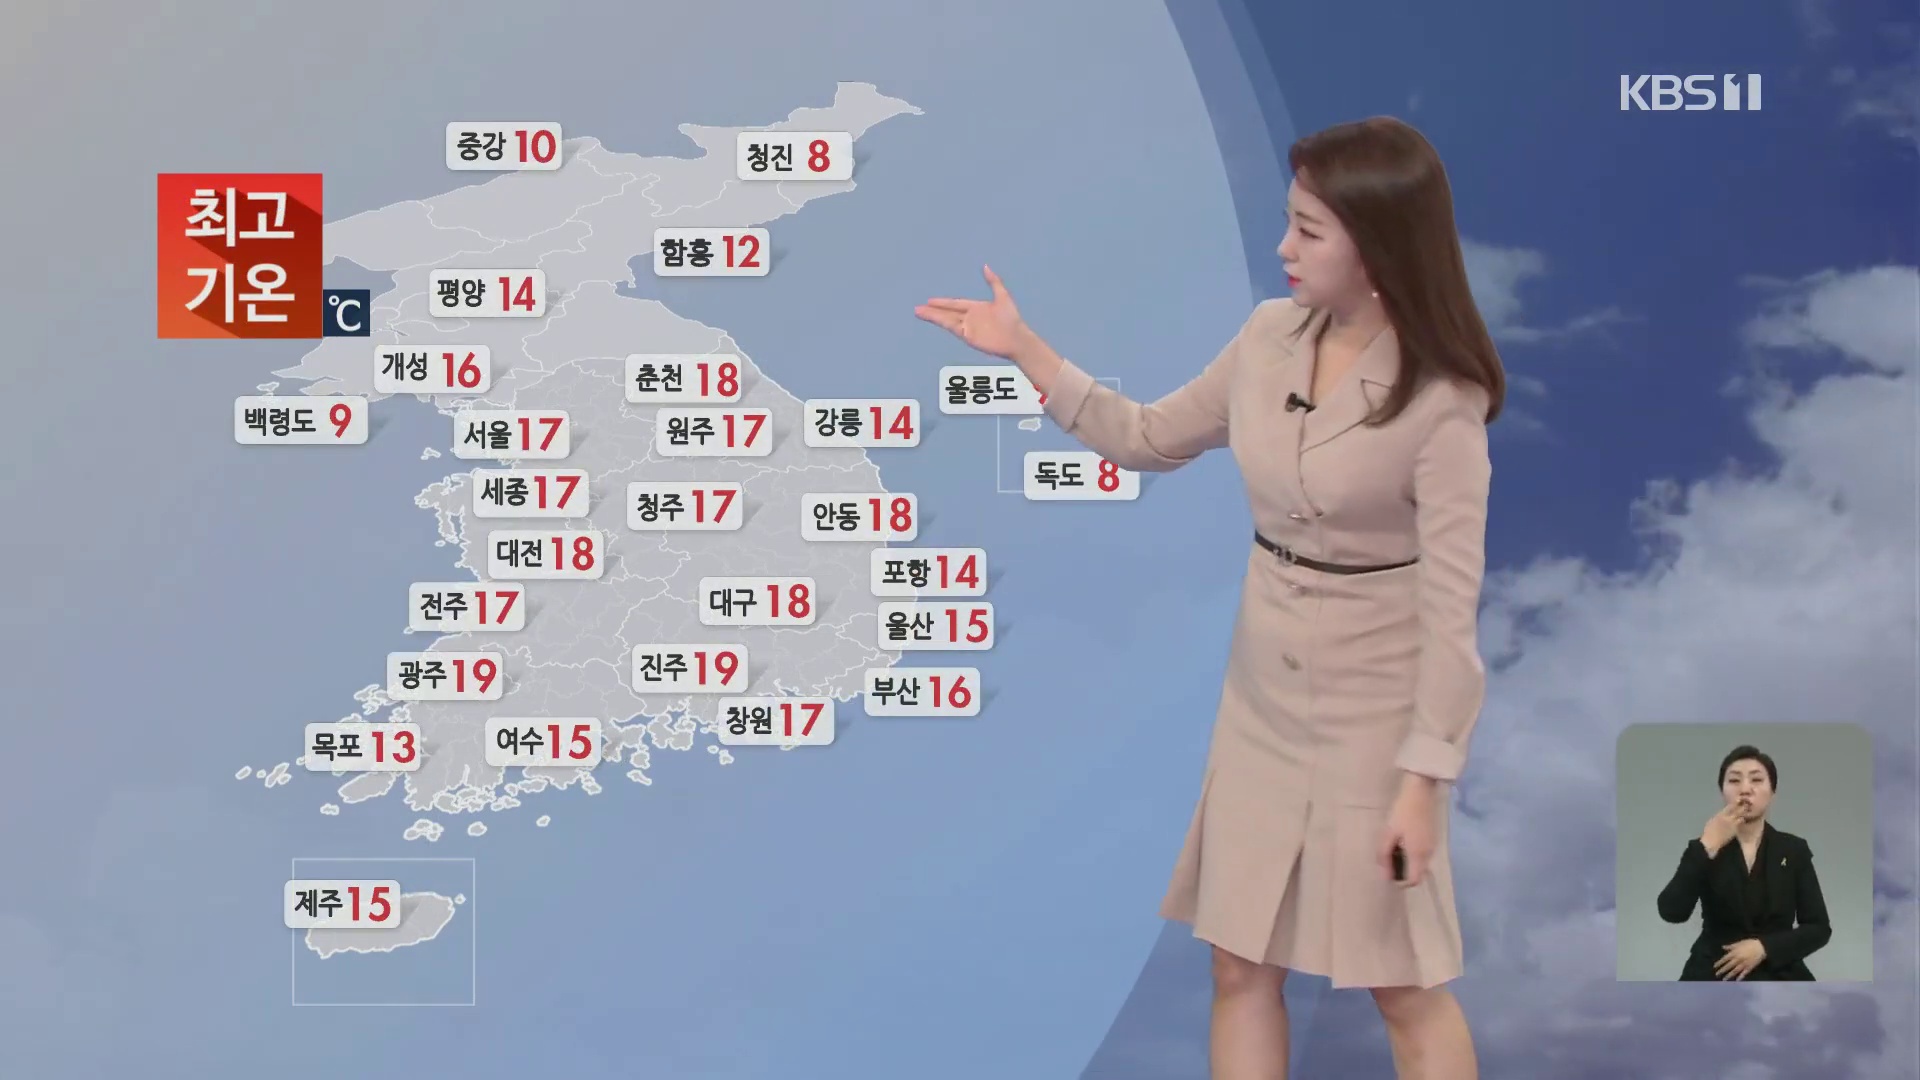 KBS 1
최고
기온
℃
중강 10
청진 8
함흥 12
평양 14
개성 16
춘천 18
백령도 9
서울 17
원주 17
강릉 14
울릉도
독도 8
세종 17
청주 17
안동 18
대전 18
포항 14
전주 17
대구 18
울산 15
광주 19
진주 19
부산 16
창원 17
목포 13
여수 15
제주 15